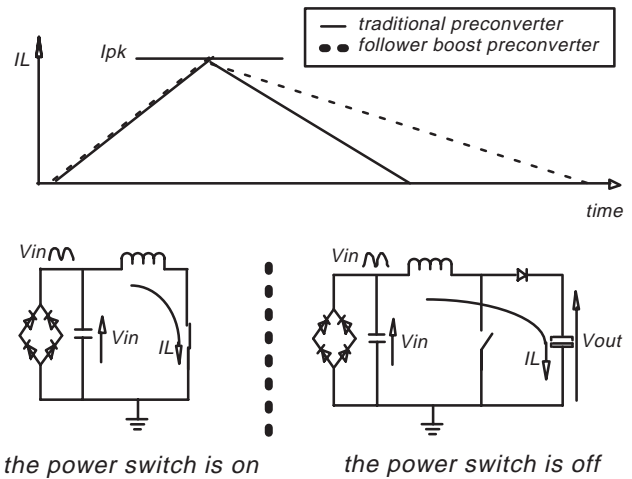 traditional preconverter
follower boost preconverter
IL
Ipk
time
Vin
Vin
IL
Vin
Vin
IL
Vout
the power switch is on
the power switch is off